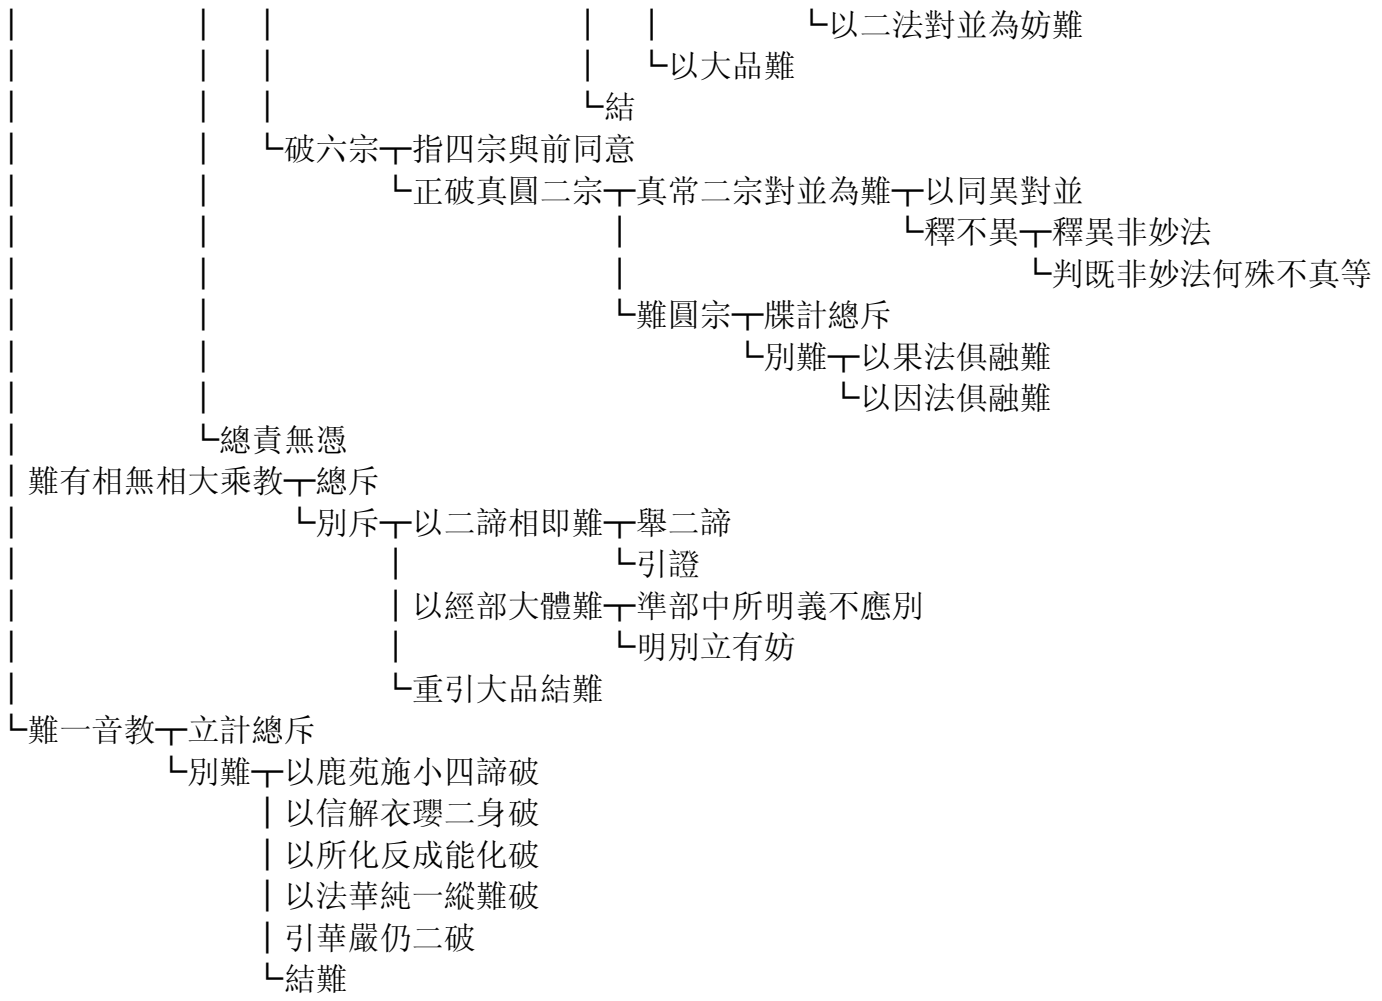 以二法對並為妨難
以大品難
結
破六宗 指四宗與前同意
正破真圓二宗 真常二宗對並為難 以同異對並
釋不異 釋異非妙法
判既非妙法何殊不真等
難圓宗 牒計總斥
別難 以果法俱融難
以因法俱融難
總責無憑
難有相無相大乘教 總斥
別斥 以二諦相即難 舉二諦
引證
以經部大體難 準部中所明義不應別
明別立有妨
重引大品結難
難一音教 立計總斥
別難 以鹿苑施小四諦破
以信解衣瓔二身破
以所化反成能化破
以法華純一縱難破
引華嚴仍二破
結難